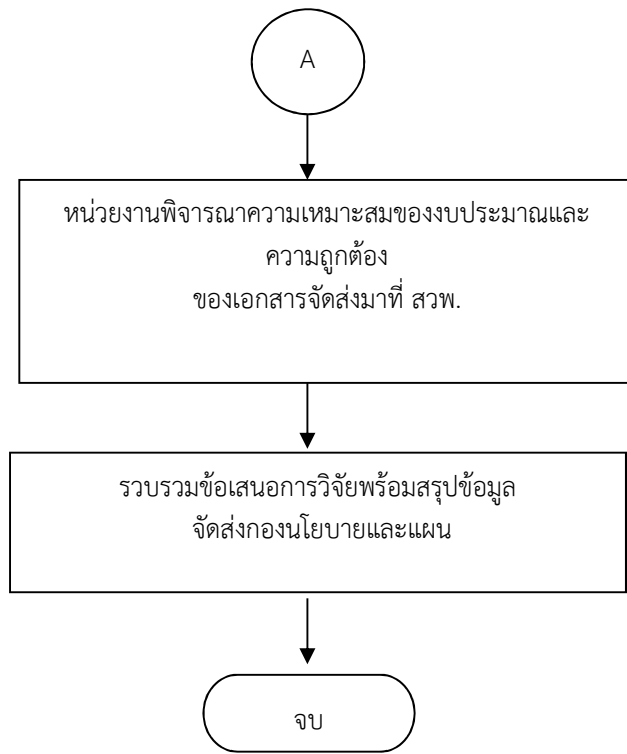 A
หน่วยงานพิจารณาความเหมาะสมของงบประมาณและ
ความถูกต้อง
ของเอกสารจัดส่งมาที่ สวพ.
รวบรวมข้อเสนอการวิจัยพร้อมสรุปข้อมูล
จัดส่งกองนโยบายและแผน
จบ